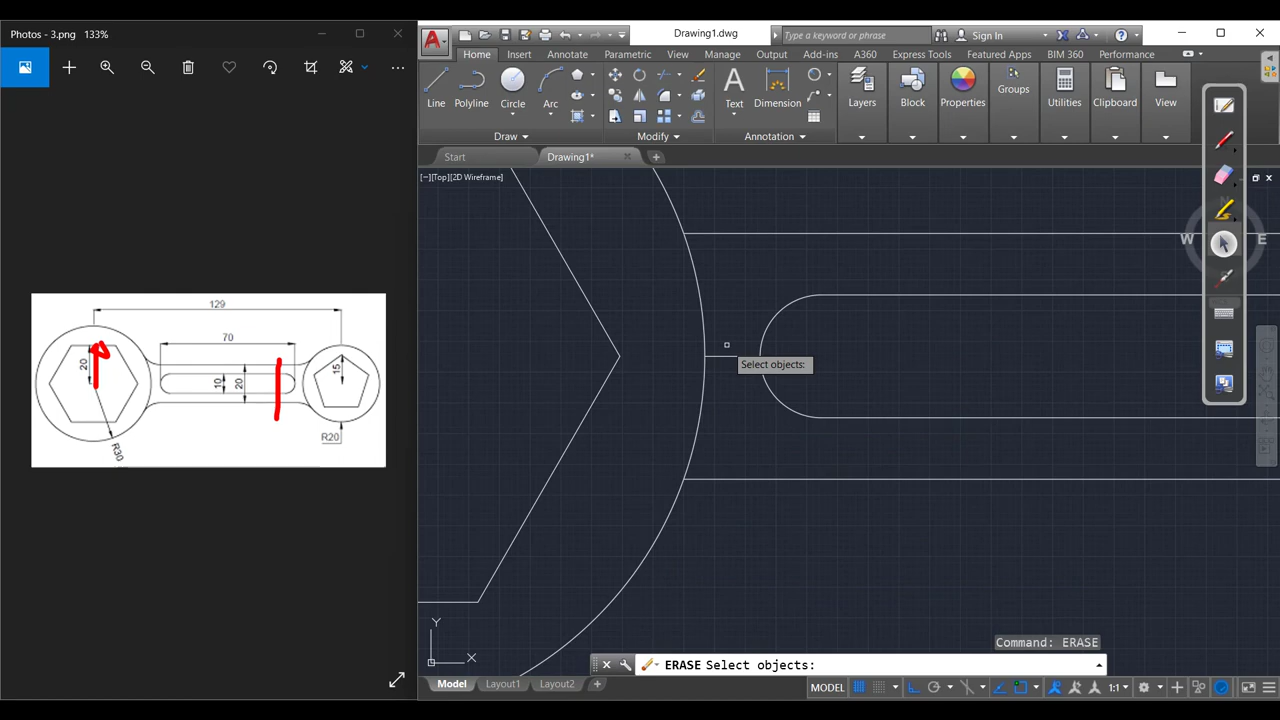 Photos - 3.png 133%
Drawing1.dwg
Type a keyword or phrase
Sign In
Home Insert Annotate Parametric View Manage Output Add-ins A360 Express Tools Featured Apps BIM 360 Performance
Line Polyline Circle Arc Text Dimension Layers Block Properties Groups Utilities Clipboard View
Draw Modify Annotation
Start Drawing1*
[−][Top][2D Wireframe]
N
W E
129
70
20
10
20
15
R30
R20
Select objects:
Y
X
Command: ERASE
ERASE Select objects:
Model Layout1 Layout2
MODEL 1:1